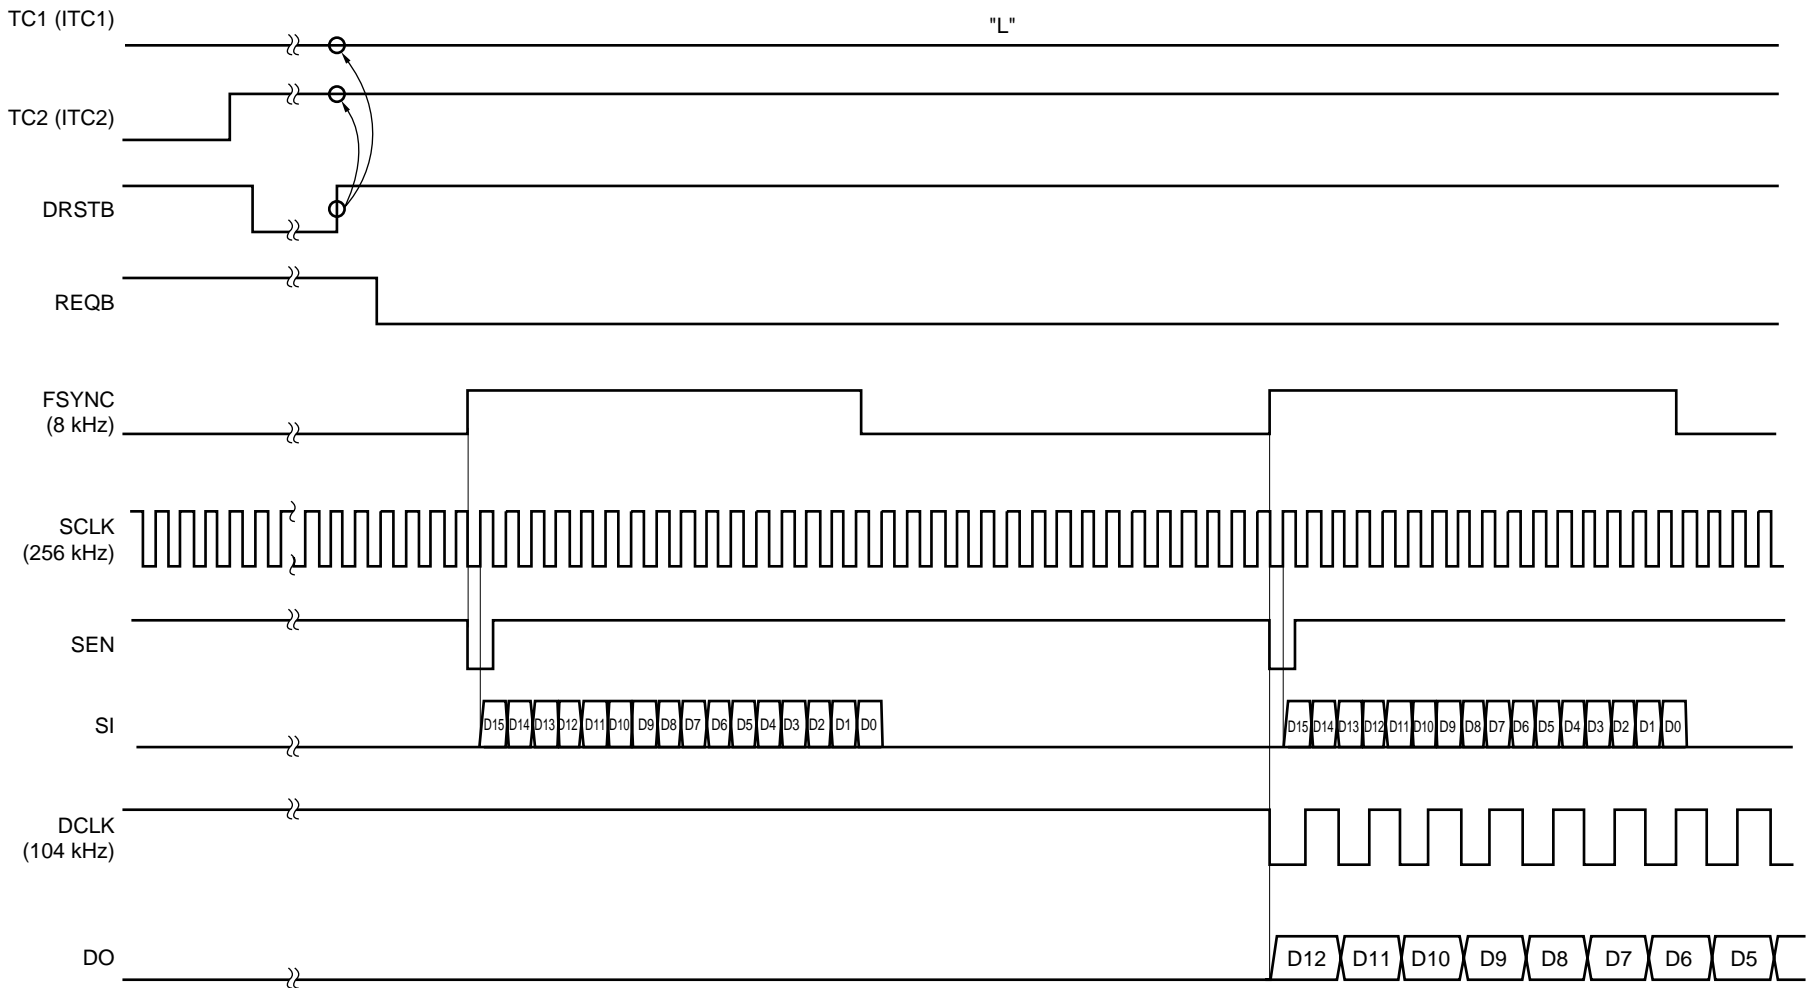 TC1 (ITC1)
"L"
TC2 (ITC2)
DRSTB
REQB
FSYNC
(8 kHz)
SCLK
(256 kHz)
SEN
SI
D15 D14 D13 D12 D11 D10 D9 D8 D7 D6 D5 D4 D3 D2 D1 D0
D15 D14 D13 D12 D11 D10 D9 D8 D7 D6 D5 D4 D3 D2 D1 D0
DCLK
(104 kHz)
DO
D12 D11 D10 D9 D8 D7 D6 D5